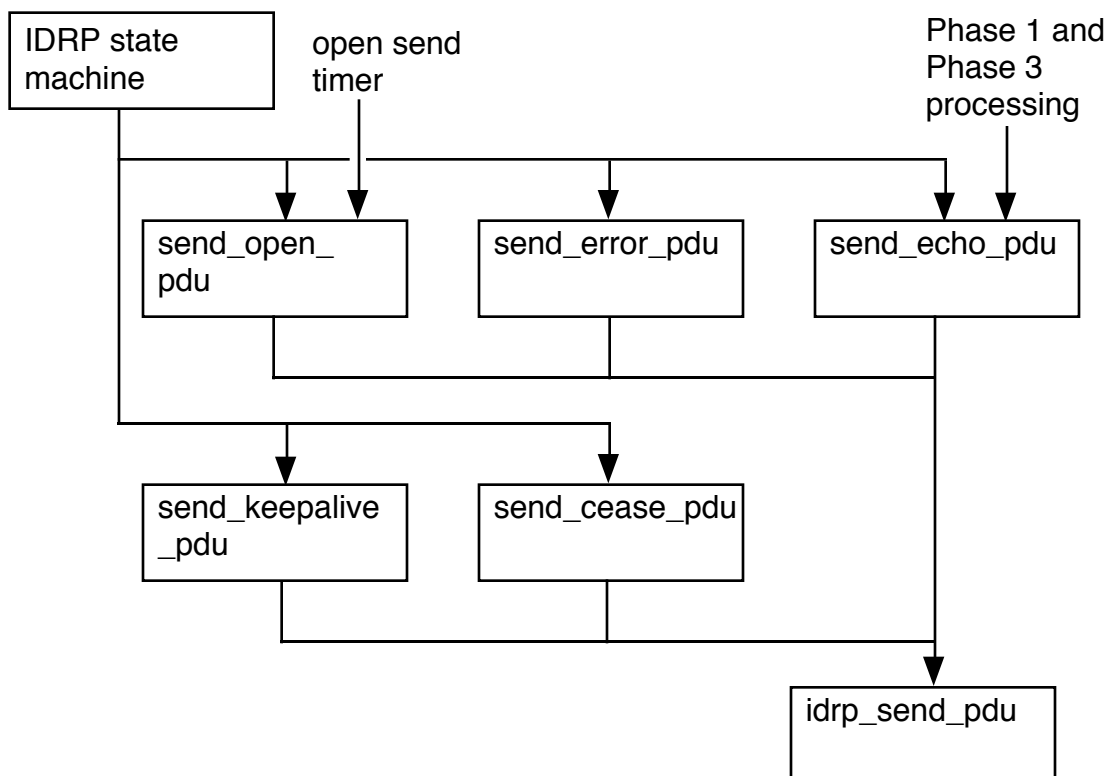 IDRP state
machine
open send
timer
Phase 1 and
Phase 3
processing
send_open_
pdu
send_error_pdu
send_echo_pdu
send_keepalive
_pdu
send_cease_pdu
idrp_send_pdu